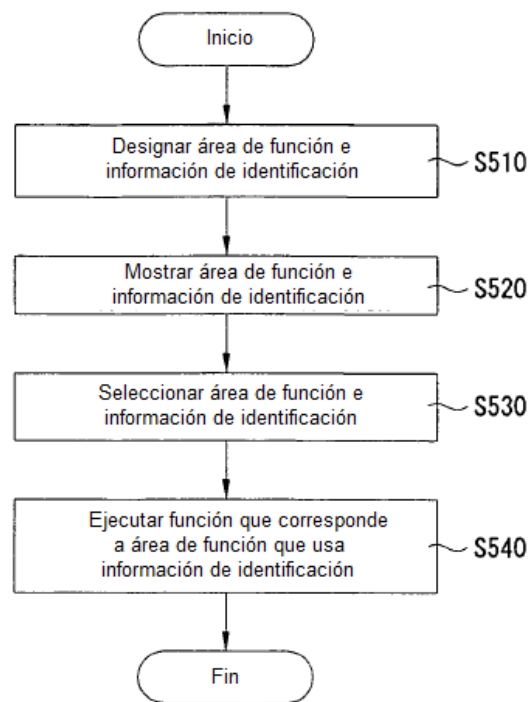 Inicio
Designar área de función e
información de identificación
S510
Mostrar área de función e
información de identificación
S520
Seleccionar área de función e
información de identificación
S530
Ejecutar función que corresponde
a área de función que usa
información de identificación
S540
Fin